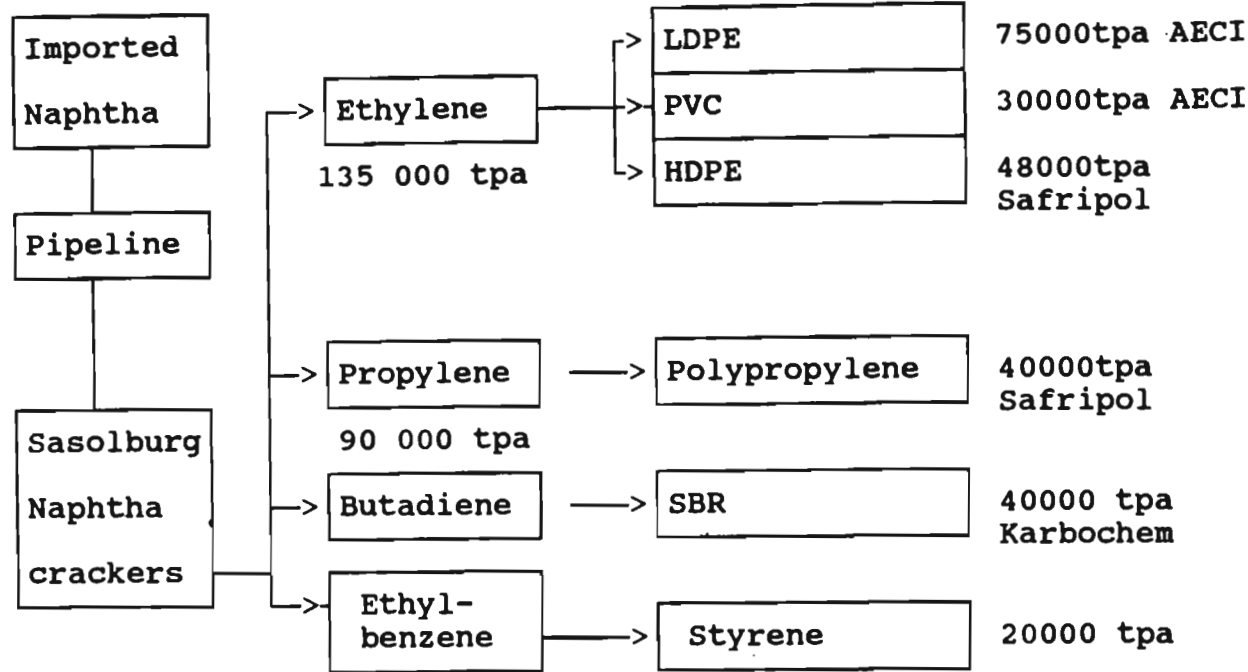 Imported
Naphtha
Pipeline
Sasolburg
Naphtha
crackers
> Ethylene
135 000 tpa
> LDPE
75000tpa AECI
> PVC
30000tpa AECI
> HDPE
48000tpa
Safripol
> Propylene
90 000 tpa
> Polypropylene
40000tpa
Safripol
> Butadiene
> SBR
40000 tpa
Karbochem
> Ethyl-
benzene
> Styrene
20000 tpa